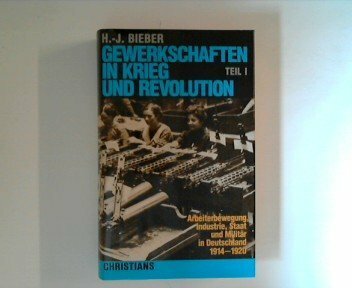 H.-J. BIEBER
GEWERKSCHAFTEN
IN KRIEG TEIL I
UND REVOLUTION
Arbeiterbewegung,
Industrie, Staat
und Militär
in Deutschland
1914–1920
CHRISTIANS